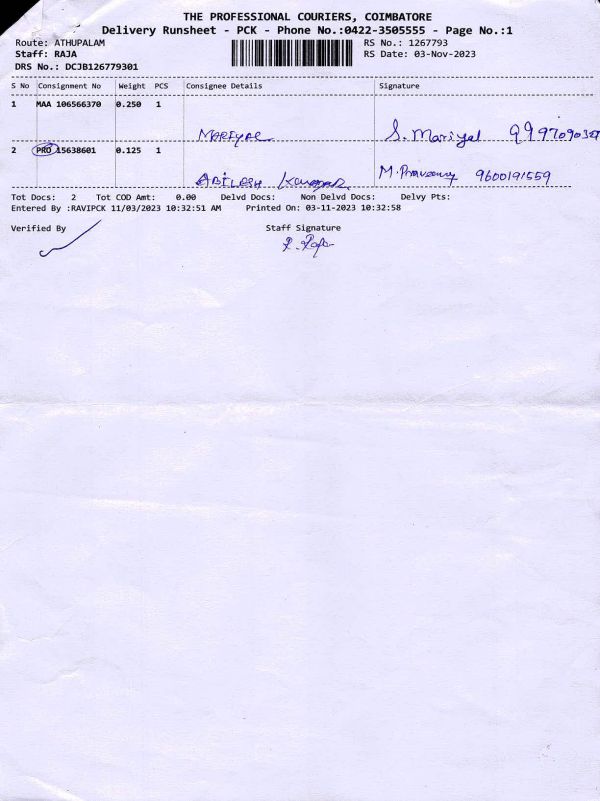 THE PROFESSIONAL COURIERS, COIMBATORE
Delivery Runsheet - PCK - Phone No.:0422-3505555 - Page No.:1
Route: ATHUPALAM RS No.: 1267793
Staff: RAJA RS Date: 03-Nov-2023
DRS No.: DCJB126779301
S No Consignment No Weight PCS Consignee Details Signature
1 MAA 106566370 0.250 1
S. Mariyal
2 PRO 15638601 0.125 1
ABILASH M. 9600191559
Tot Docs: 2 Tot COD Amt: 0.00 Delvd Docs: Non Delvd Docs: Delvy Pts:
Entered By :RAVIPCK 11/03/2023 10:32:51 AM Printed On: 03-11-2023 10:32:58
Verified By Staff Signature